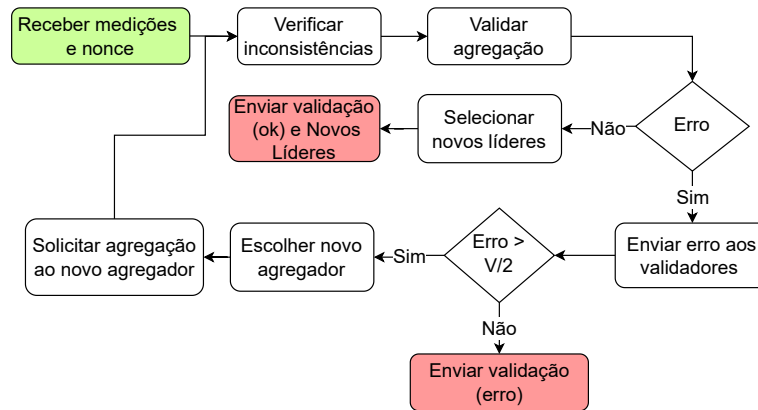 Receber medições
e nonce
Verificar
inconsistências
Validar
agregação
Erro
Não
Selecionar
novos líderes
Enviar validação
(ok) e Novos
Líderes
Sim
Enviar erro aos
validadores
Erro >
V/2
Sim
Escolher novo
agregador
Solicitar agregação
ao novo agregador
Não
Enviar validação
(erro)